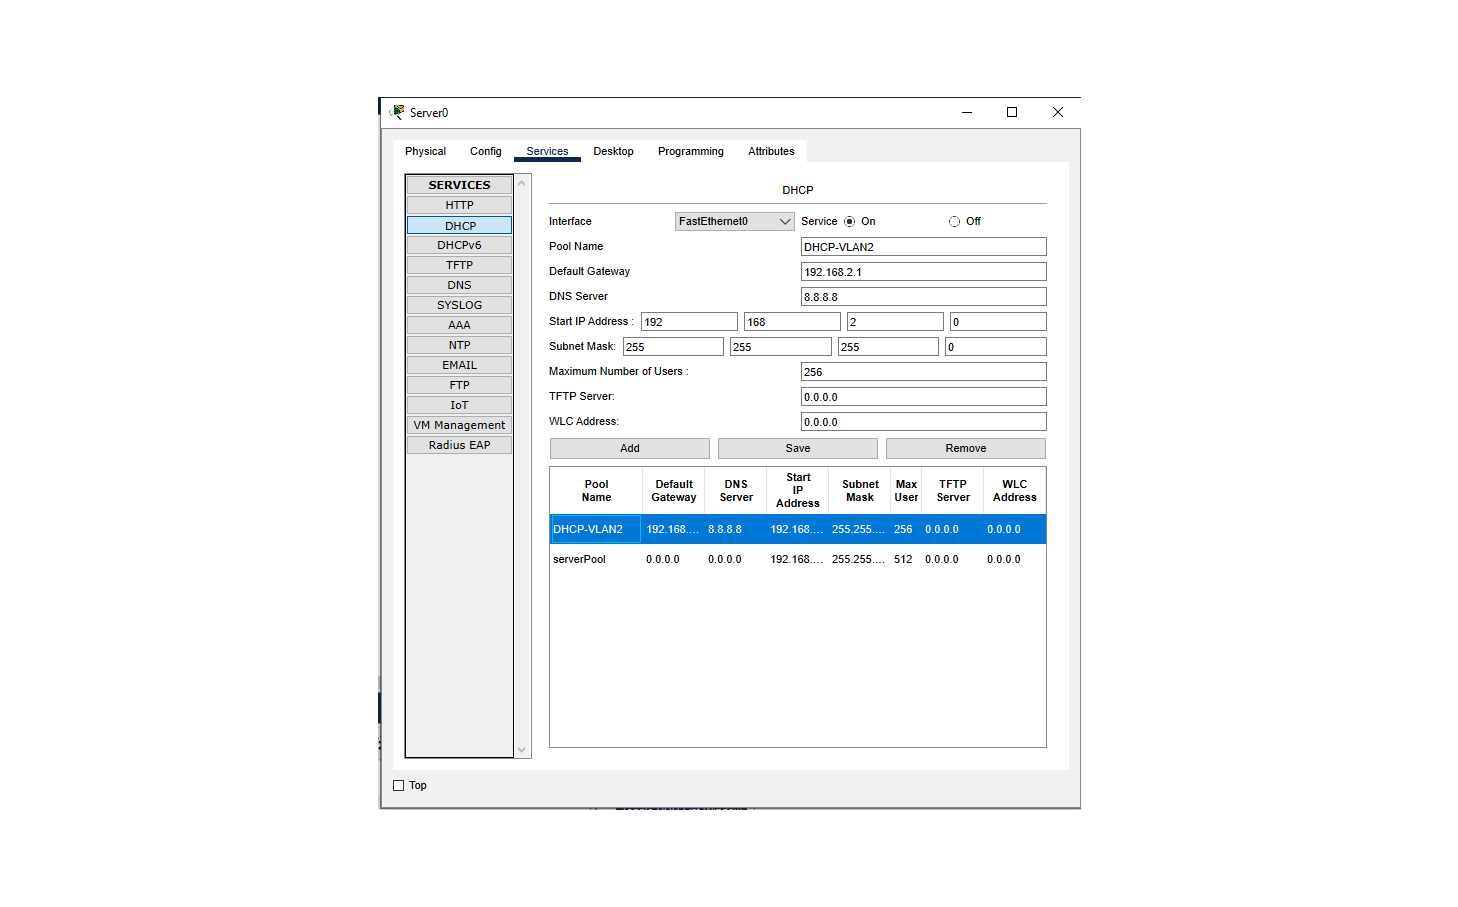 Server0
Physical Config Services Desktop Programming Attributes
SERVICES
HTTP
DHCP
DHCPv6
TFTP
DNS
SYSLOG
AAA
NTP
EMAIL
FTP
IoT
VM Management
Radius EAP
DHCP
Interface FastEthernet0 Service On Off
Pool Name DHCP-VLAN2
Default Gateway 192.168.2.1
DNS Server 8.8.8.8
Start IP Address : 192 168 2 0
Subnet Mask: 255 255 255 0
Maximum Number of Users : 256
TFTP Server: 0.0.0.0
WLC Address: 0.0.0.0
Add Save Remove
Pool Name Default Gateway DNS Server Start IP Address Subnet Mask Max User TFTP Server WLC Address
DHCP-VLAN2 192.168.... 8.8.8.8 192.168.... 255.255.... 256 0.0.0.0 0.0.0.0
serverPool 0.0.0.0 0.0.0.0 192.168.... 255.255.... 512 0.0.0.0 0.0.0.0
Top